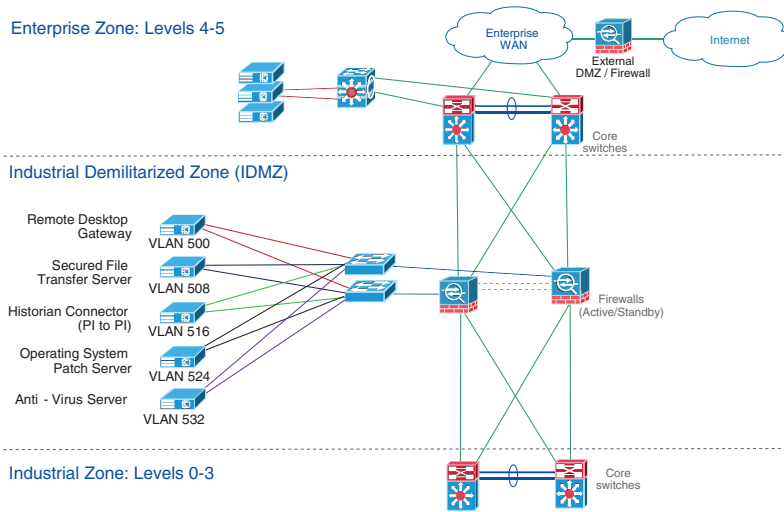 Enterprise Zone: Levels 4-5
Enterprise
WAN
External
DMZ / Firewall
Internet
Core
switches
Industrial Demilitarized Zone (IDMZ)
Remote Desktop
Gateway
VLAN 500
Secured File
Transfer Server
VLAN 508
Historian Connector
(PI to PI)
VLAN 516
Operating System
Patch Server
VLAN 524
Anti - Virus Server
VLAN 532
Firewalls
(Active/Standby)
Industrial Zone: Levels 0-3
Core
switches